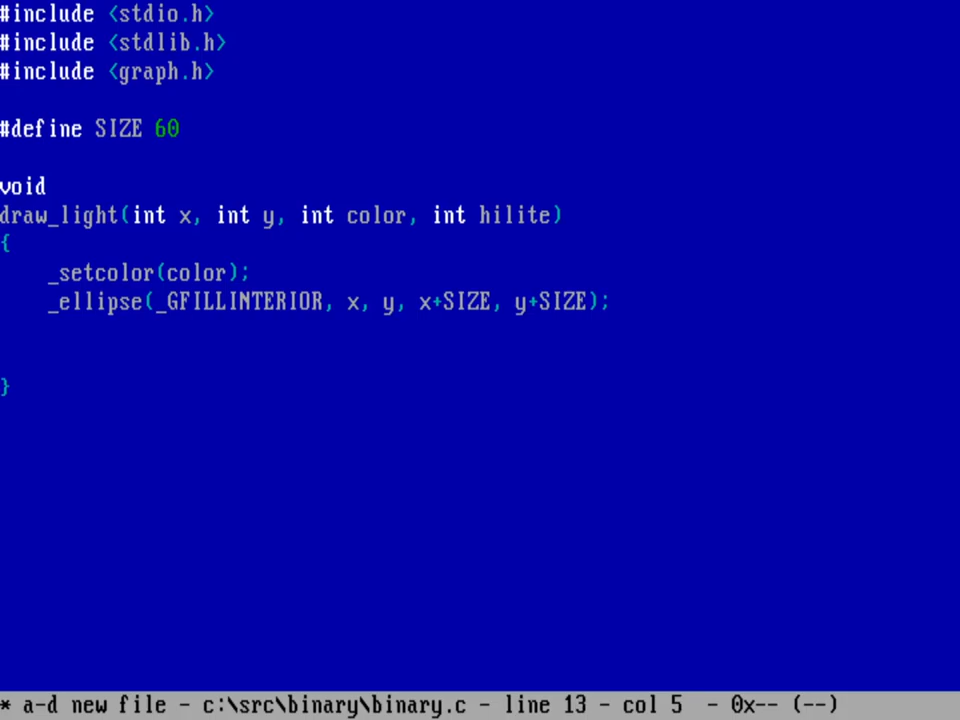 #include <stdio.h>
#include <stdlib.h>
#include <graph.h>

#define SIZE 60

void
draw_light(int x, int y, int color, int hilite)
{
    _setcolor(color);
    _ellipse(_GFILLINTERIOR, x, y, x+SIZE, y+SIZE);

}
* a-d new file - c:\src\binary\binary.c - line 13 - col 5  - 0x-- (--)